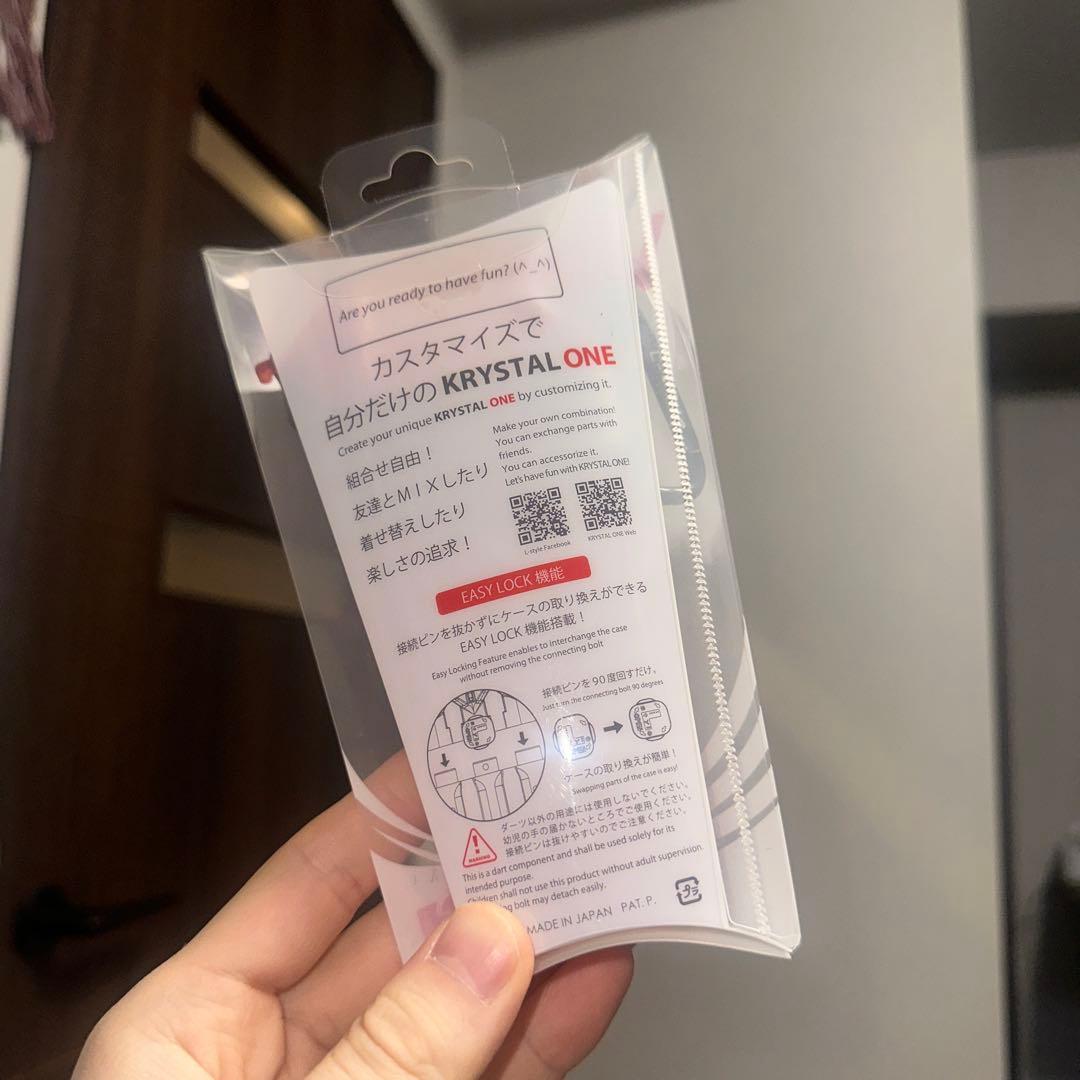 Are you ready to have fun? (^_^)
カスタマイズで
自分だけの KRYSTAL ONE
Create your unique KRYSTAL ONE by customizing it.
組合せ自由！
友達とMIXしたり
着せ替えしたり
楽しさの追求！
Make your own combination!
You can exchange parts with
friends.
You can accessorize it.
Let's have fun with KRYSTAL ONE!
L-style Facebook
KRYSTAL ONE Web
EASY LOCK 機能
接続ピンを抜かずにケースの取り換えができる
EASY LOCK 機能搭載！
Easy Locking Feature enables to interchange the case
without removing the connecting bolt
接続ピンを90度回すだけ。
Just turn the connecting bolt 90 degrees
ケースの取り換えが簡単！
Swapping parts of the case is easy!
WARNING
ダーツ以外の用途には使用しないでください。
幼児の手の届かないところでご使用ください。
接続ピンは抜けやすいのでご注意ください。
This is a dart component and shall be used solely for its
intended purpose.
Children shall not use this product without adult supervision.
bolt may detach easily.
MADE IN JAPAN PAT. P.
プラ